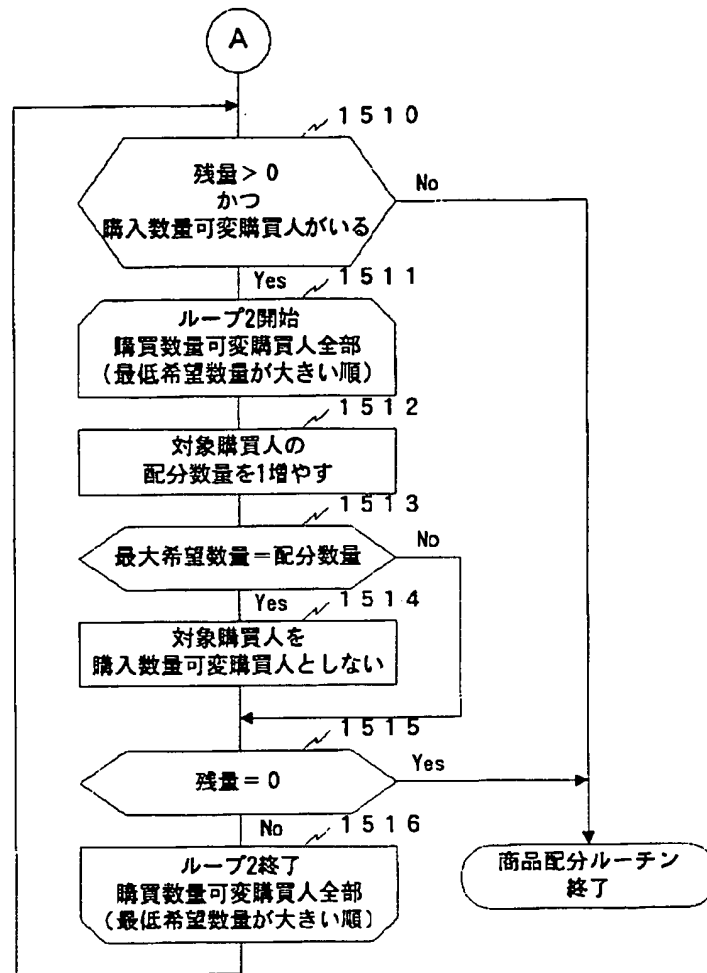 A
1510
残量>0
かつ
購入数量可変購買人がいる
No
Yes
1511
ループ2開始
購買数量可変購買人全部
(最低希望数量が大きい順)
1512
対象購買人の
配分数量を1増やす
1513
最大希望数量=配分数量
No
Yes
1514
対象購買人を
購入数量可変購買人としない
1515
残量=0
Yes
No
1516
ループ2終了
購買数量可変購買人全部
(最低希望数量が大きい順)
商品配分ルーチン
終了